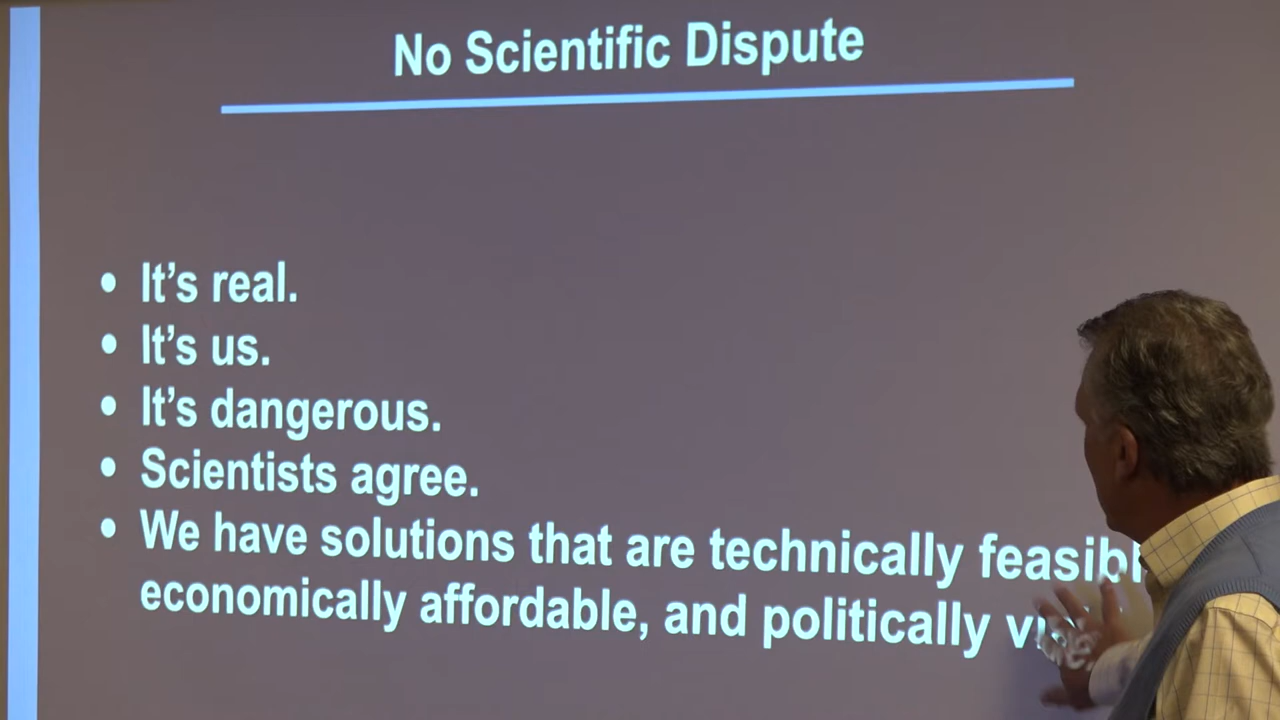 No Scientific Dispute
• It's real.
• It's us.
• It's dangerous.
• Scientists agree.
• We have solutions that are technically
economically affordable, and politically